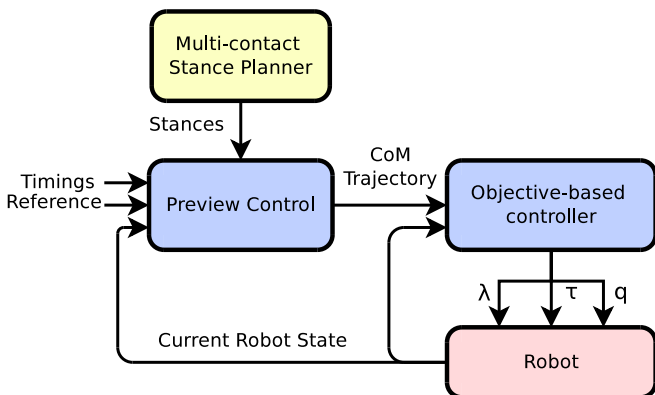 Multi-contact
Stance Planner
Stances
Timings
Reference
Preview Control
CoM
Trajectory
Objective-based
controller
λ τ q
Current Robot State
Robot